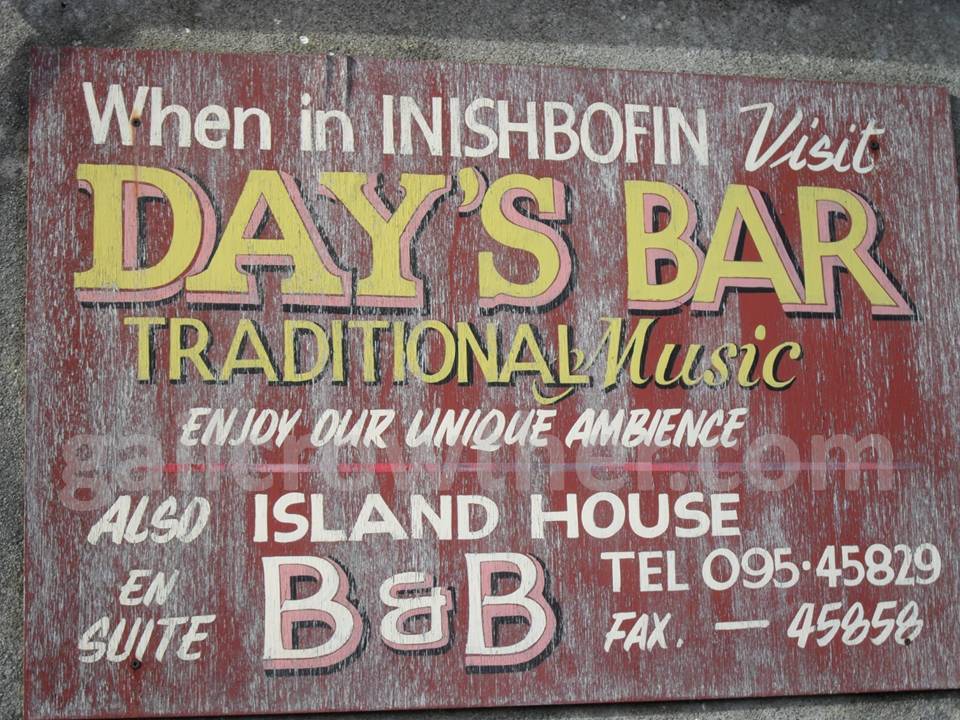 When in INISHBOFIN Visit
DAY'S BAR
TRADITIONAL Music
ENJOY OUR UNIQUE AMBIENCE
ALSO ISLAND HOUSE
EN SUITE B&B
TEL 095·45829
FAX. — 45858